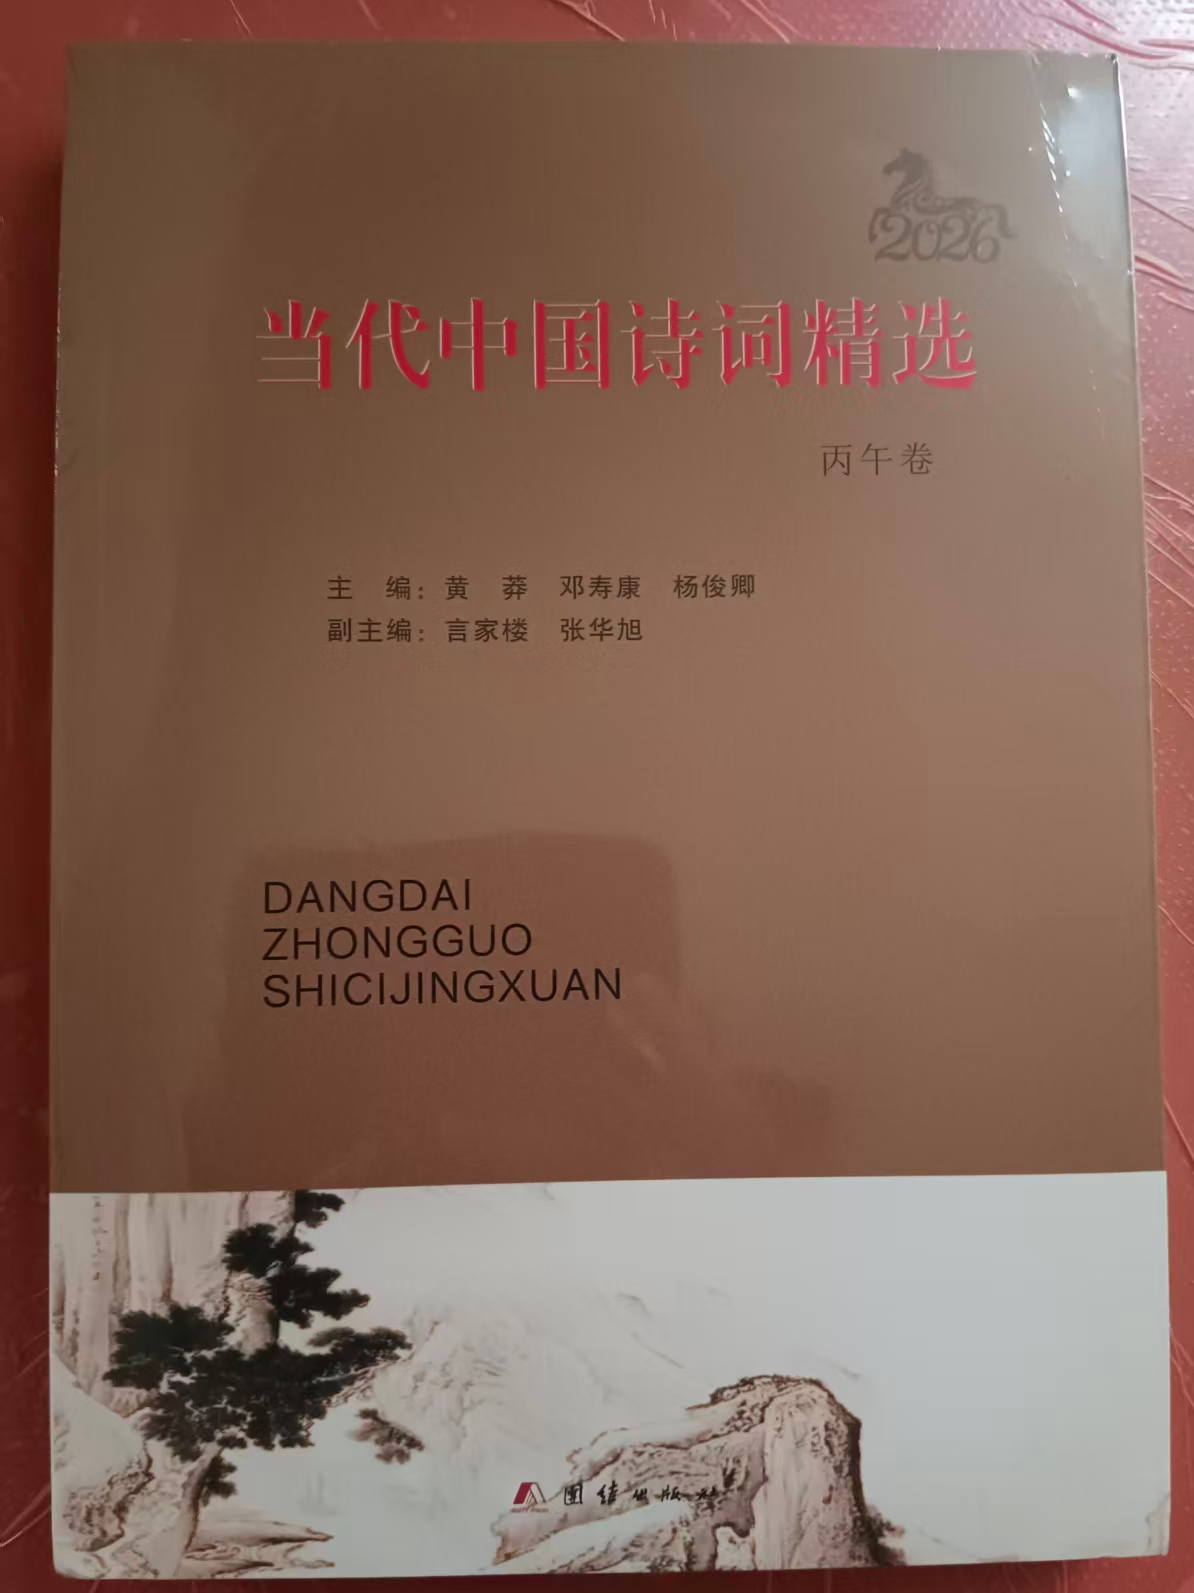 2026
当代中国诗词精选
丙午卷
主　编：黄　莽　邓寿康　杨俊卿
副主编：言家楼　张华旭
DANGDAI
ZHONGGUO
SHICIJINGXUAN
團结出版社